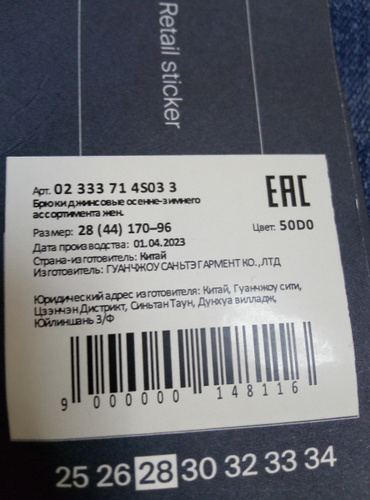 Retail sticker
Арт. 02 333 71 4S03 3
Брюки джинсовые осенне-зимнего
ассортимента жен.
EAC
Размер: 28 (44) 170–96
Цвет: 50D0
Дата производства: 01.04.2023
Страна-изготовитель: Китай
Изготовитель: ГУАНЧЖОУ САНЬТЭ ГАРМЕНТ КО.,ЛТД
Юридический адрес изготовителя: Китай, Гуанчжоу сити,
Цзэнчэн Дистрикт, Синьтан Таун, Дунхуа вилладж,
Юйлиншань 3/Ф
9 000000 148116
25 26 28 30 32 33 34